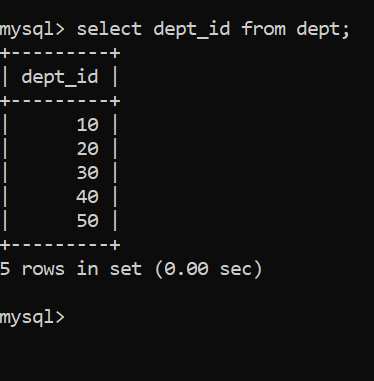 mysql> select dept_id from dept;
+---------+
| dept_id |
+---------+
|      10 |
|      20 |
|      30 |
|      40 |
|      50 |
+---------+
5 rows in set (0.00 sec)
mysql>